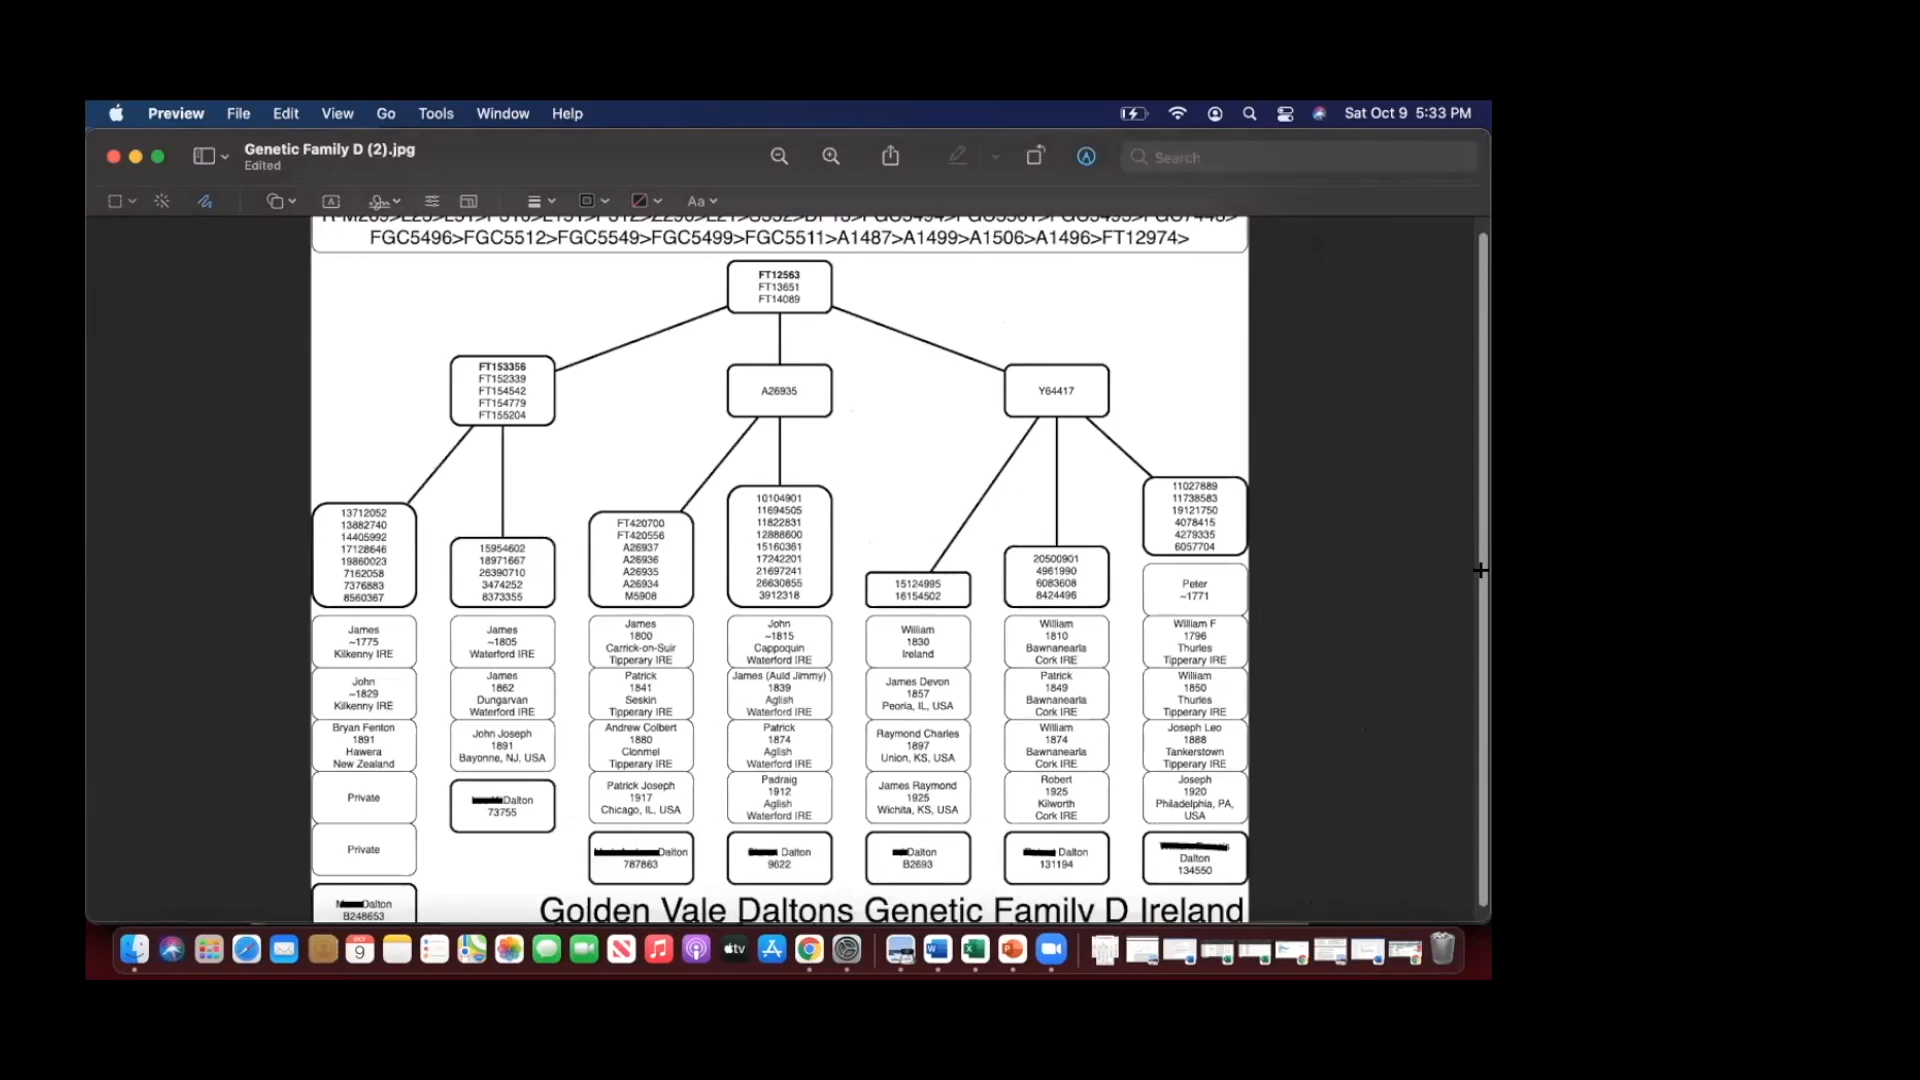 Preview File Edit View Go Tools Window Help
Sat Oct 9 5:33 PM
Genetic Family D (2).jpg
Edited
Search
Aa
FGC5496>FGC5512>FGC5549>FGC5499>FGC5511>A1487>A1499>A1506>A1496>FT12974>
FT12563
FT13651
FT14089
FT153356
FT152339
FT154542
FT154779
FT155204
A26935
Y64417
13712052
13882740
14405992
17128646
19860023
7162058
7376883
8560367
15954602
18971667
26390710
3474252
8373355
FT420700
FT420556
A26937
A26936
A26935
A26934
M5908
10104901
11694505
11822831
12888600
15160361
17242201
21697241
26630855
3912318
15124995
16154502
20500901
4961990
6083608
8424496
11027889
11738583
19121750
4078415
4279335
6057704
Peter
~1771
James
~1775
Kilkenny IRE
James
~1805
Waterford IRE
James
1800
Carrick-on-Suir
Tipperary IRE
John
~1815
Cappoquin
Waterford IRE
William
1830
Ireland
William
1810
Bawnanearla
Cork IRE
William F
1796
Thurles
Tipperary IRE
John
~1829
Kilkenny IRE
James
1862
Dungarvan
Waterford IRE
Patrick
1841
Seskin
Tipperary IRE
James (Auld Jimmy)
1839
Aglish
Waterford IRE
James Devon
1857
Peoria, IL, USA
Patrick
1849
Bawnanearla
Cork IRE
William
1850
Thurles
Tipperary IRE
Bryan Fenton
1891
Hawera
New Zealand
John Joseph
1891
Bayonne, NJ, USA
Andrew Colbert
1880
Clonmel
Tipperary IRE
Patrick
1874
Aglish
Waterford IRE
Raymond Charles
1897
Union, KS, USA
William
1874
Bawnanearla
Cork IRE
Joseph Leo
1888
Tankerstown
Tipperary IRE
Private
Dalton
73755
Patrick Joseph
1917
Chicago, IL, USA
Padraig
1912
Aglish
Waterford IRE
James Raymond
1925
Wichita, KS, USA
Robert
1925
Kilworth
Cork IRE
Joseph
1920
Philadelphia, PA,
USA
Private
Dalton
787863
Dalton
9622
Dalton
B2693
Dalton
131194
Dalton
134550
Dalton
B248653
Golden Vale Daltons Genetic Family D Ireland
OCT
9
tv